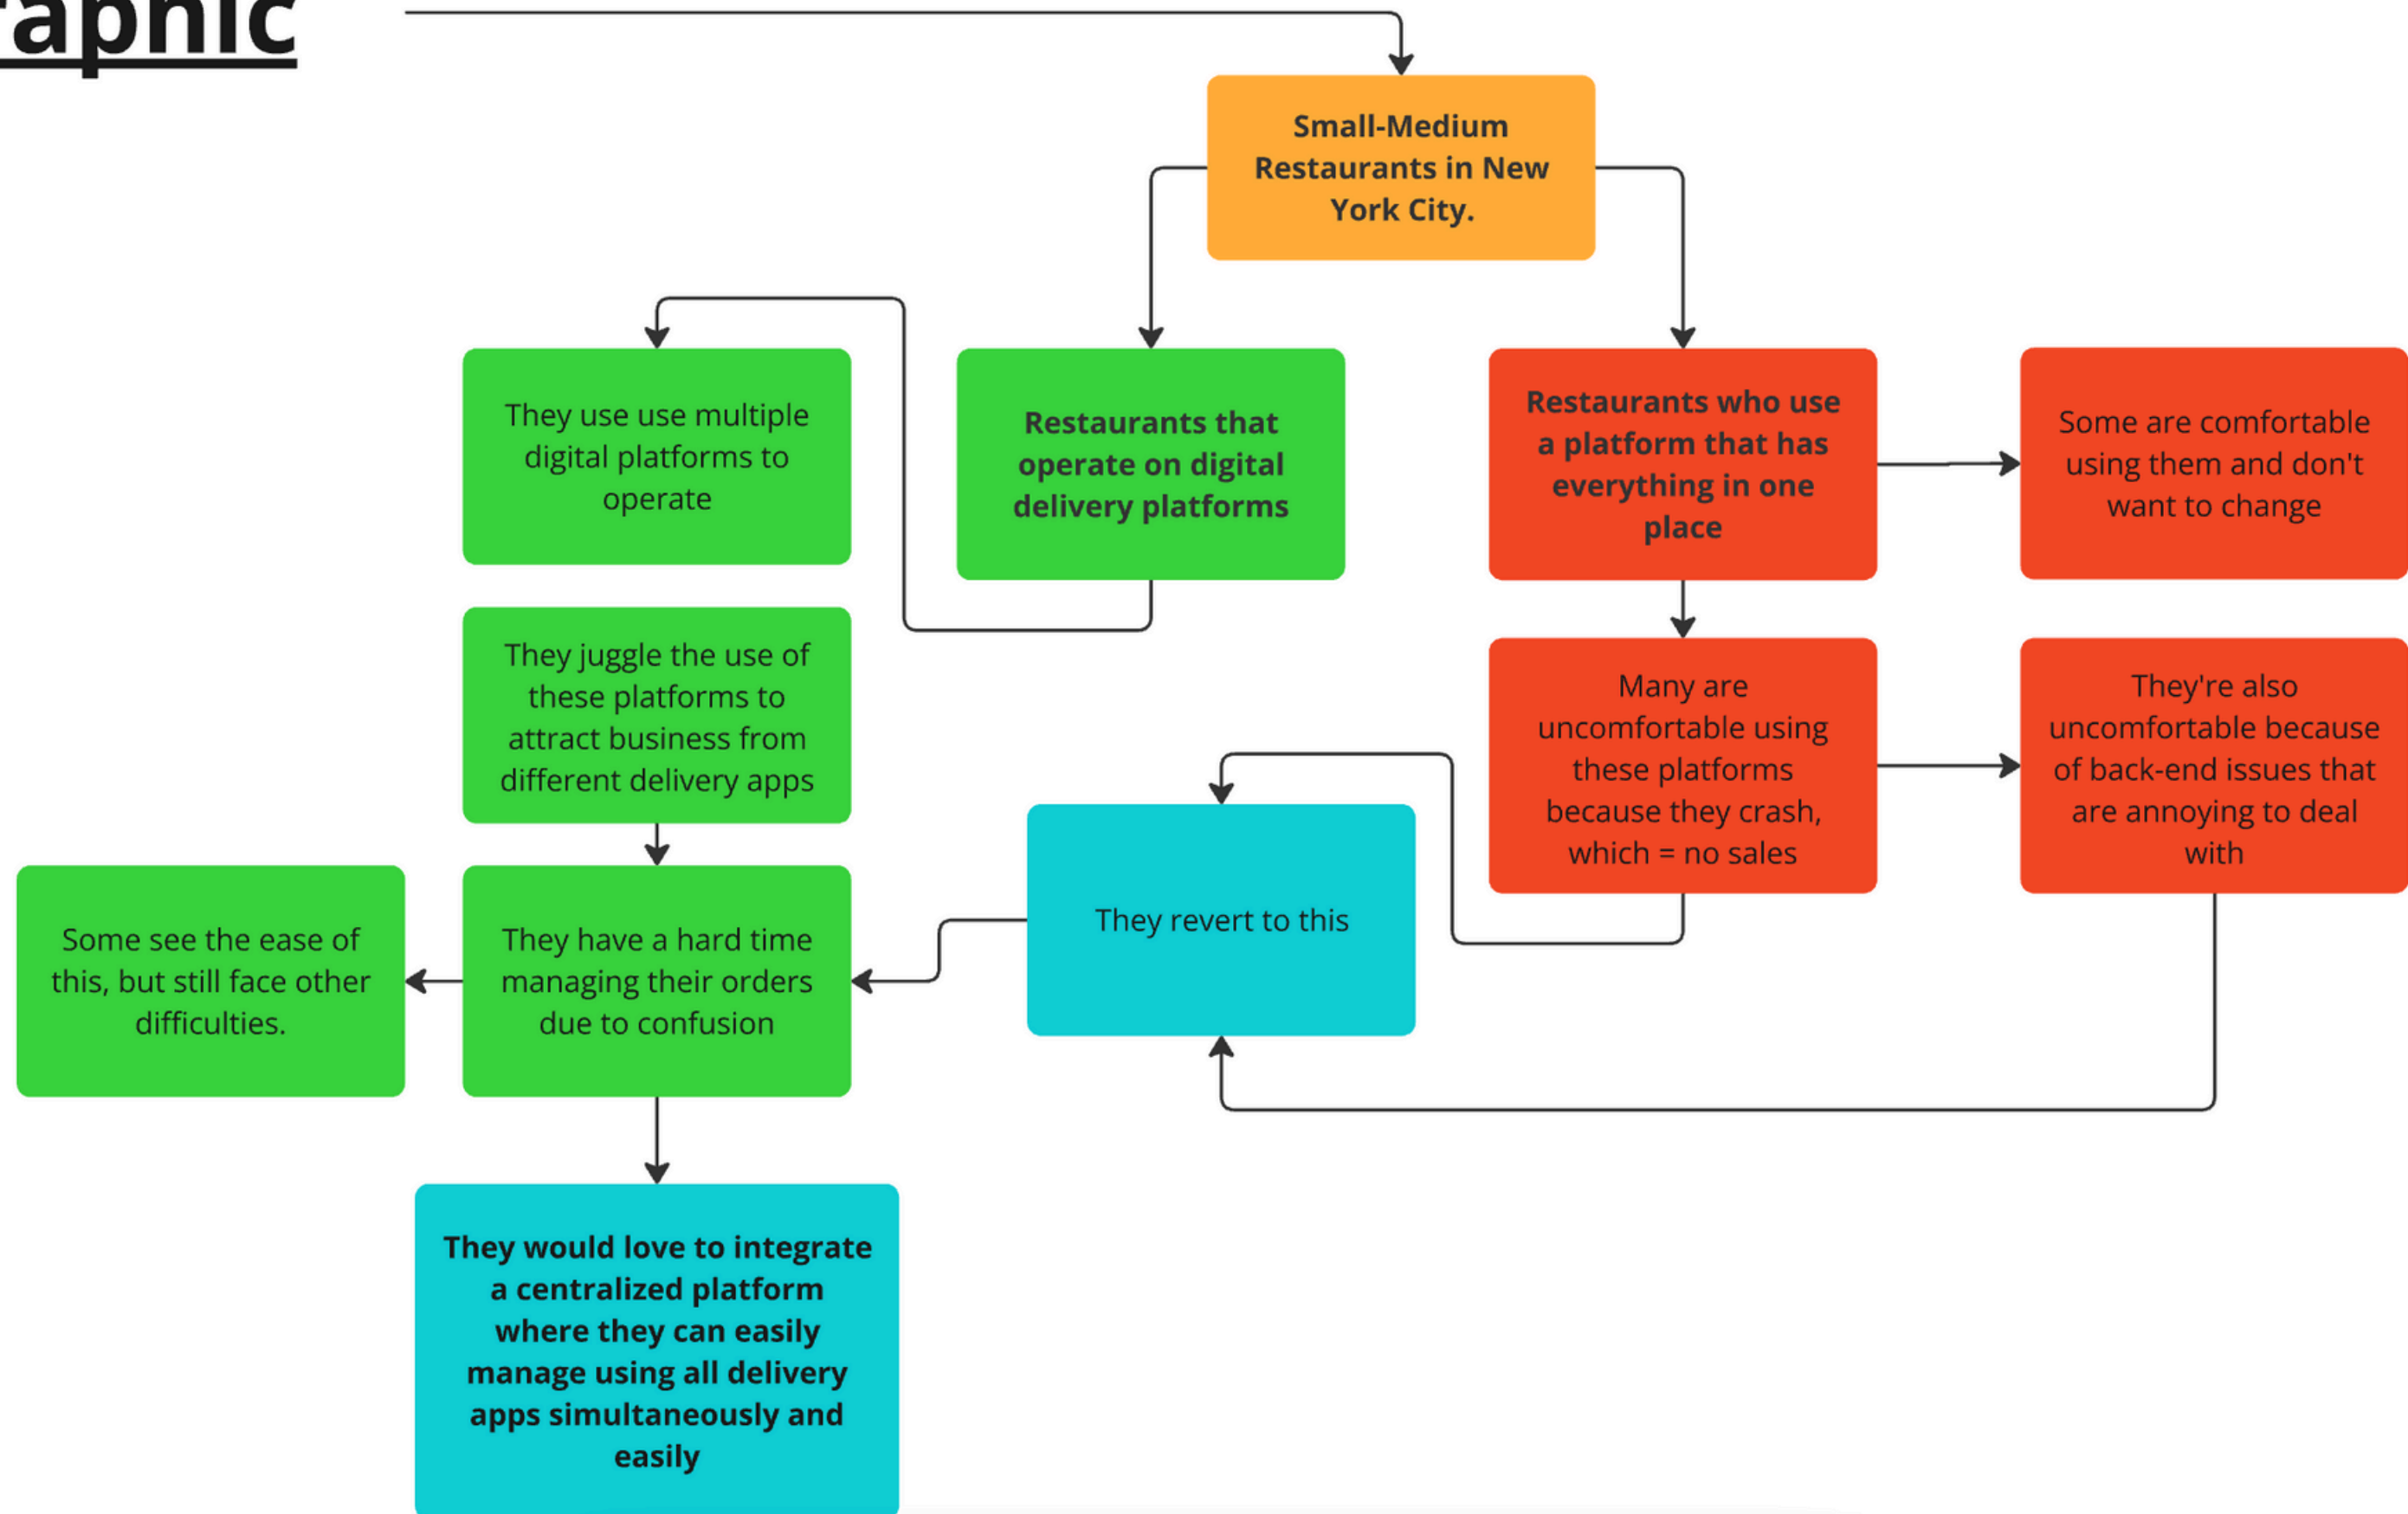 raphic
Small-Medium
Restaurants in New
York City.
They use use multiple
digital platforms to
operate
Restaurants that
operate on digital
delivery platforms
Restaurants who use
a platform that has
everything in one
place
Some are comfortable
using them and don't
want to change
They juggle the use of
these platforms to
attract business from
different delivery apps
Many are
uncomfortable using
these platforms
because they crash,
which = no sales
They're also
uncomfortable because
of back-end issues that
are annoying to deal
with
They revert to this
Some see the ease of
this, but still face other
difficulties.
They have a hard time
managing their orders
due to confusion
They would love to integrate
a centralized platform
where they can easily
manage using all delivery
apps simultaneously and
easily